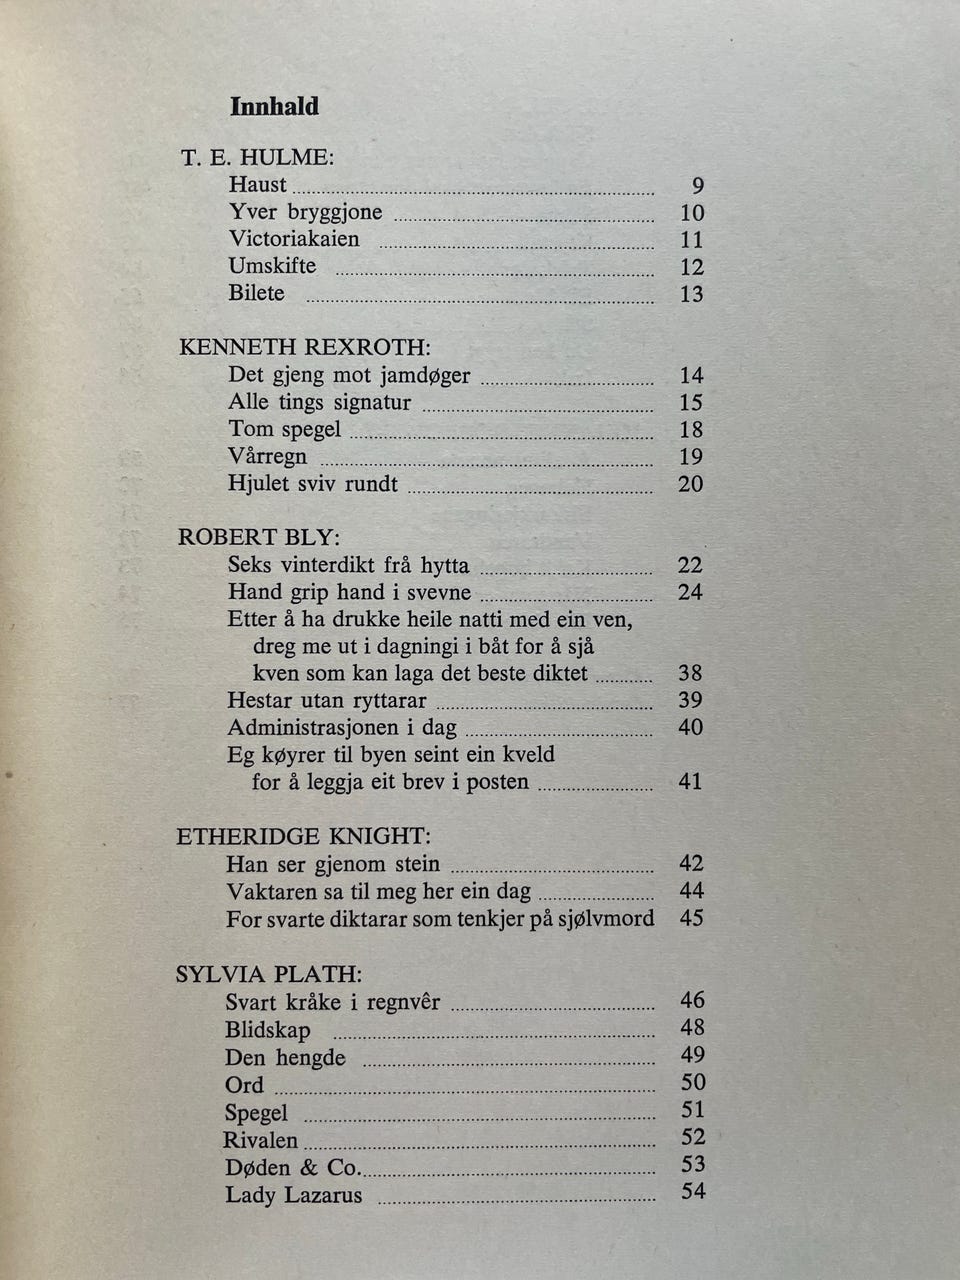 Innhald
T. E. HULME:
Haust 9
Yver bryggjone 10
Victoriakaien 11
Umskifte 12
Bilete 13
KENNETH REXROTH:
Det gjeng mot jamdøger 14
Alle tings signatur 15
Tom spegel 18
Vårregn 19
Hjulet sviv rundt 20
ROBERT BLY:
Seks vinterdikt frå hytta 22
Hand grip hand i svevne 24
Etter å ha drukke heile natti med ein ven,
dreg me ut i dagningi i båt for å sjå
kven som kan laga det beste diktet 38
Hestar utan ryttarar 39
Administrasjonen i dag 40
Eg køyrer til byen seint ein kveld
for å leggja eit brev i posten 41
ETHERIDGE KNIGHT:
Han ser gjenom stein 42
Vaktaren sa til meg her ein dag 44
For svarte diktarar som tenkjer på sjølvmord 45
SYLVIA PLATH:
Svart kråke i regnvêr 46
Blidskap 48
Den hengde 49
Ord 50
Spegel 51
Rivalen 52
Døden & Co. 53
Lady Lazarus 54